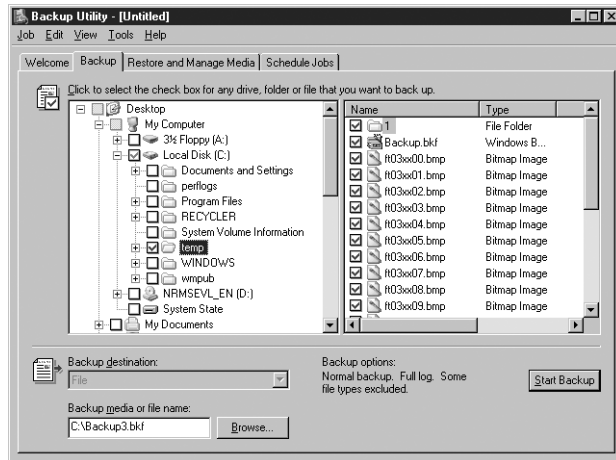 Backup Utility - [Untitled]
Job Edit View Tools Help
Welcome Backup Restore and Manage Media Schedule Jobs
Click to select the check box for any drive, folder or file that you want to back up.
Desktop
My Computer
3½ Floppy (A:)
Local Disk (C:)
Documents and Settings
perflogs
Program Files
RECYCLER
System Volume Information
temp
WINDOWS
wmpub
NRMSEVL_EN (D:)
System State
My Documents
Name Type
1 File Folder
Backup.bkf Windows B...
ft03xx00.bmp Bitmap Image
ft03xx01.bmp Bitmap Image
ft03xx02.bmp Bitmap Image
ft03xx03.bmp Bitmap Image
ft03xx04.bmp Bitmap Image
ft03xx05.bmp Bitmap Image
ft03xx06.bmp Bitmap Image
ft03xx07.bmp Bitmap Image
ft03xx08.bmp Bitmap Image
ft03xx09.bmp Bitmap Image
Backup destination:
File
Backup media or file name:
C:\Backup3.bkf Browse...
Backup options:
Normal backup. Full log. Some
file types excluded.
Start Backup